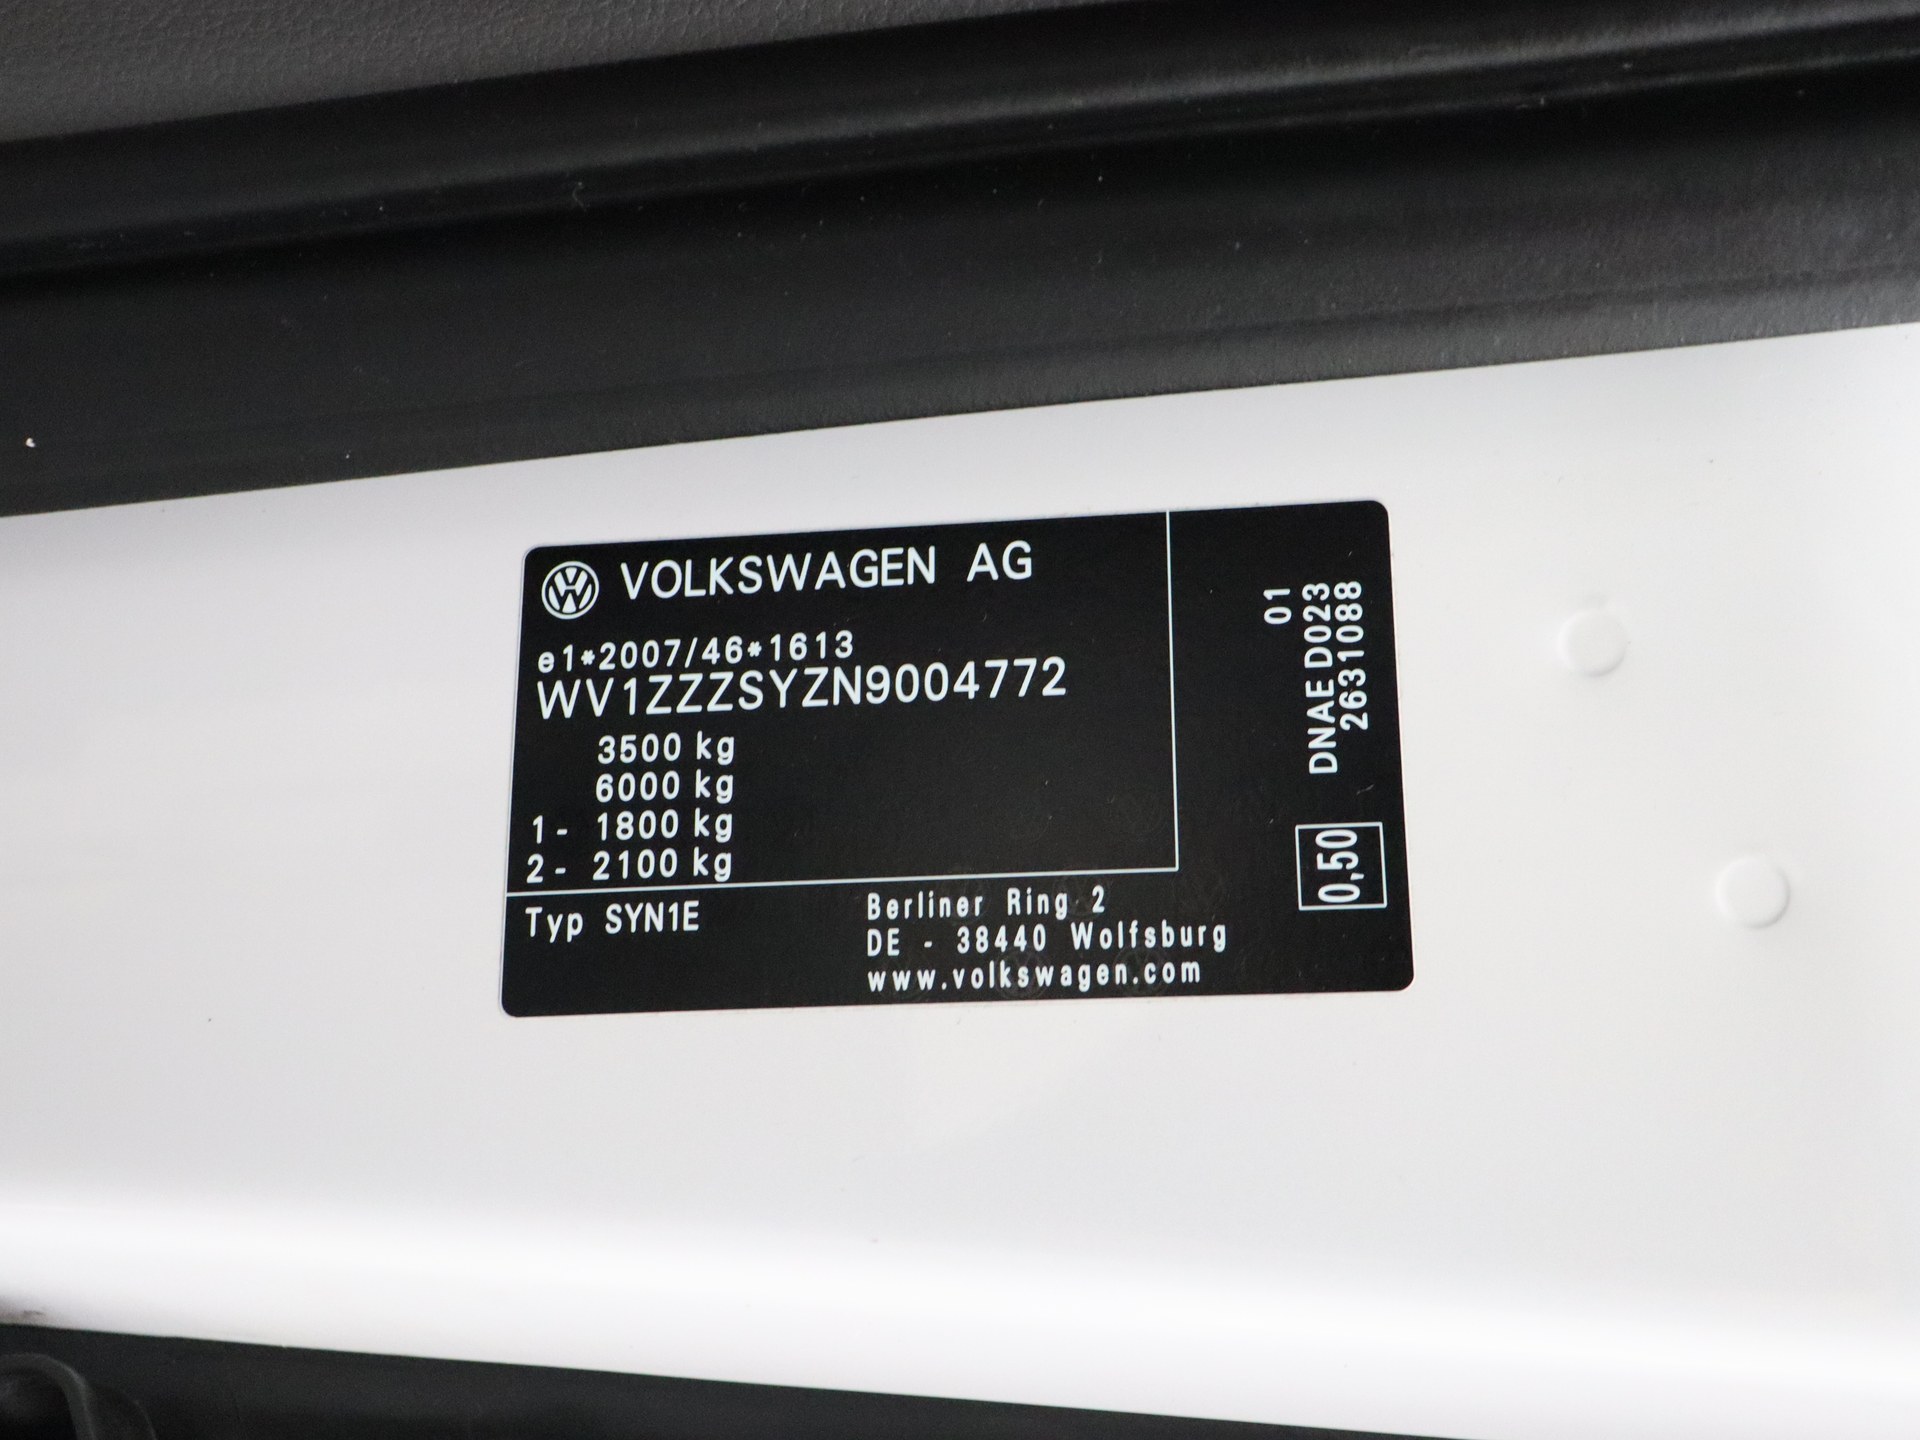 VOLKSWAGEN AG
e1*2007/46*1613
WV1ZZZSYZN9004772
3500 kg
6000 kg
1- 1800 kg
2- 2100 kg
Typ SYN1E
Berliner Ring 2
DE - 38440 Wolfsburg
www.volkswagen.com
01
DNAE D023
2631088
0,50